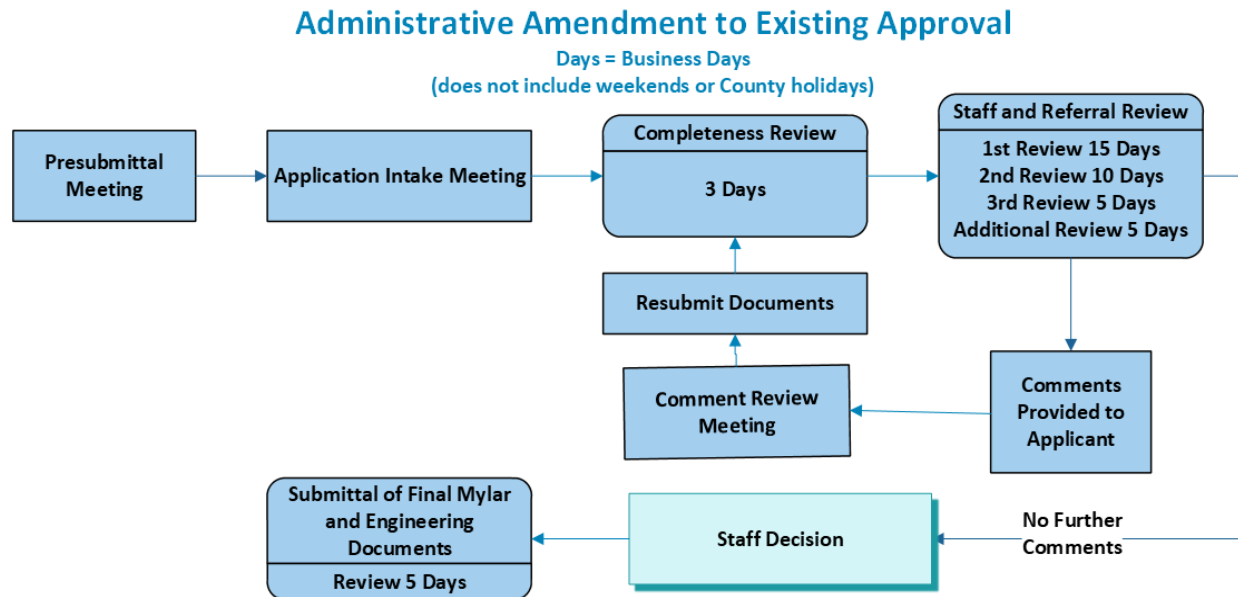 Administrative Amendment to Existing Approval
Days = Business Days
(does not include weekends or County holidays)
Presubmittal
Meeting
Application Intake Meeting
Completeness Review
3 Days
Staff and Referral Review
1st Review 15 Days
2nd Review 10 Days
3rd Review 5 Days
Additional Review 5 Days
Resubmit Documents
Comment Review
Meeting
Comments
Provided to
Applicant
Submittal of Final Mylar
and Engineering
Documents
Review 5 Days
Staff Decision
No Further
Comments